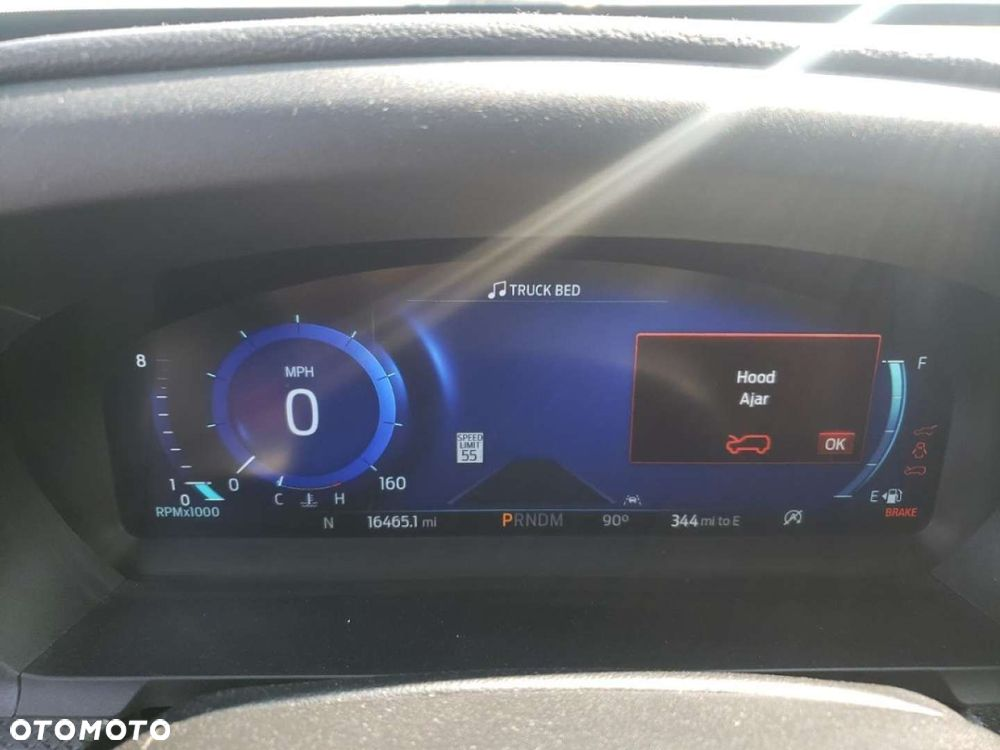 TRUCK BED
8
MPH
0
Hood
Ajar
OK
F
SPEED
LIMIT
55
1
0
0
160
C
H
E
RPMx1000
N
16465.1 mi
PRNDM
90°
344 mi to E
BRAKE
OTOMOTO